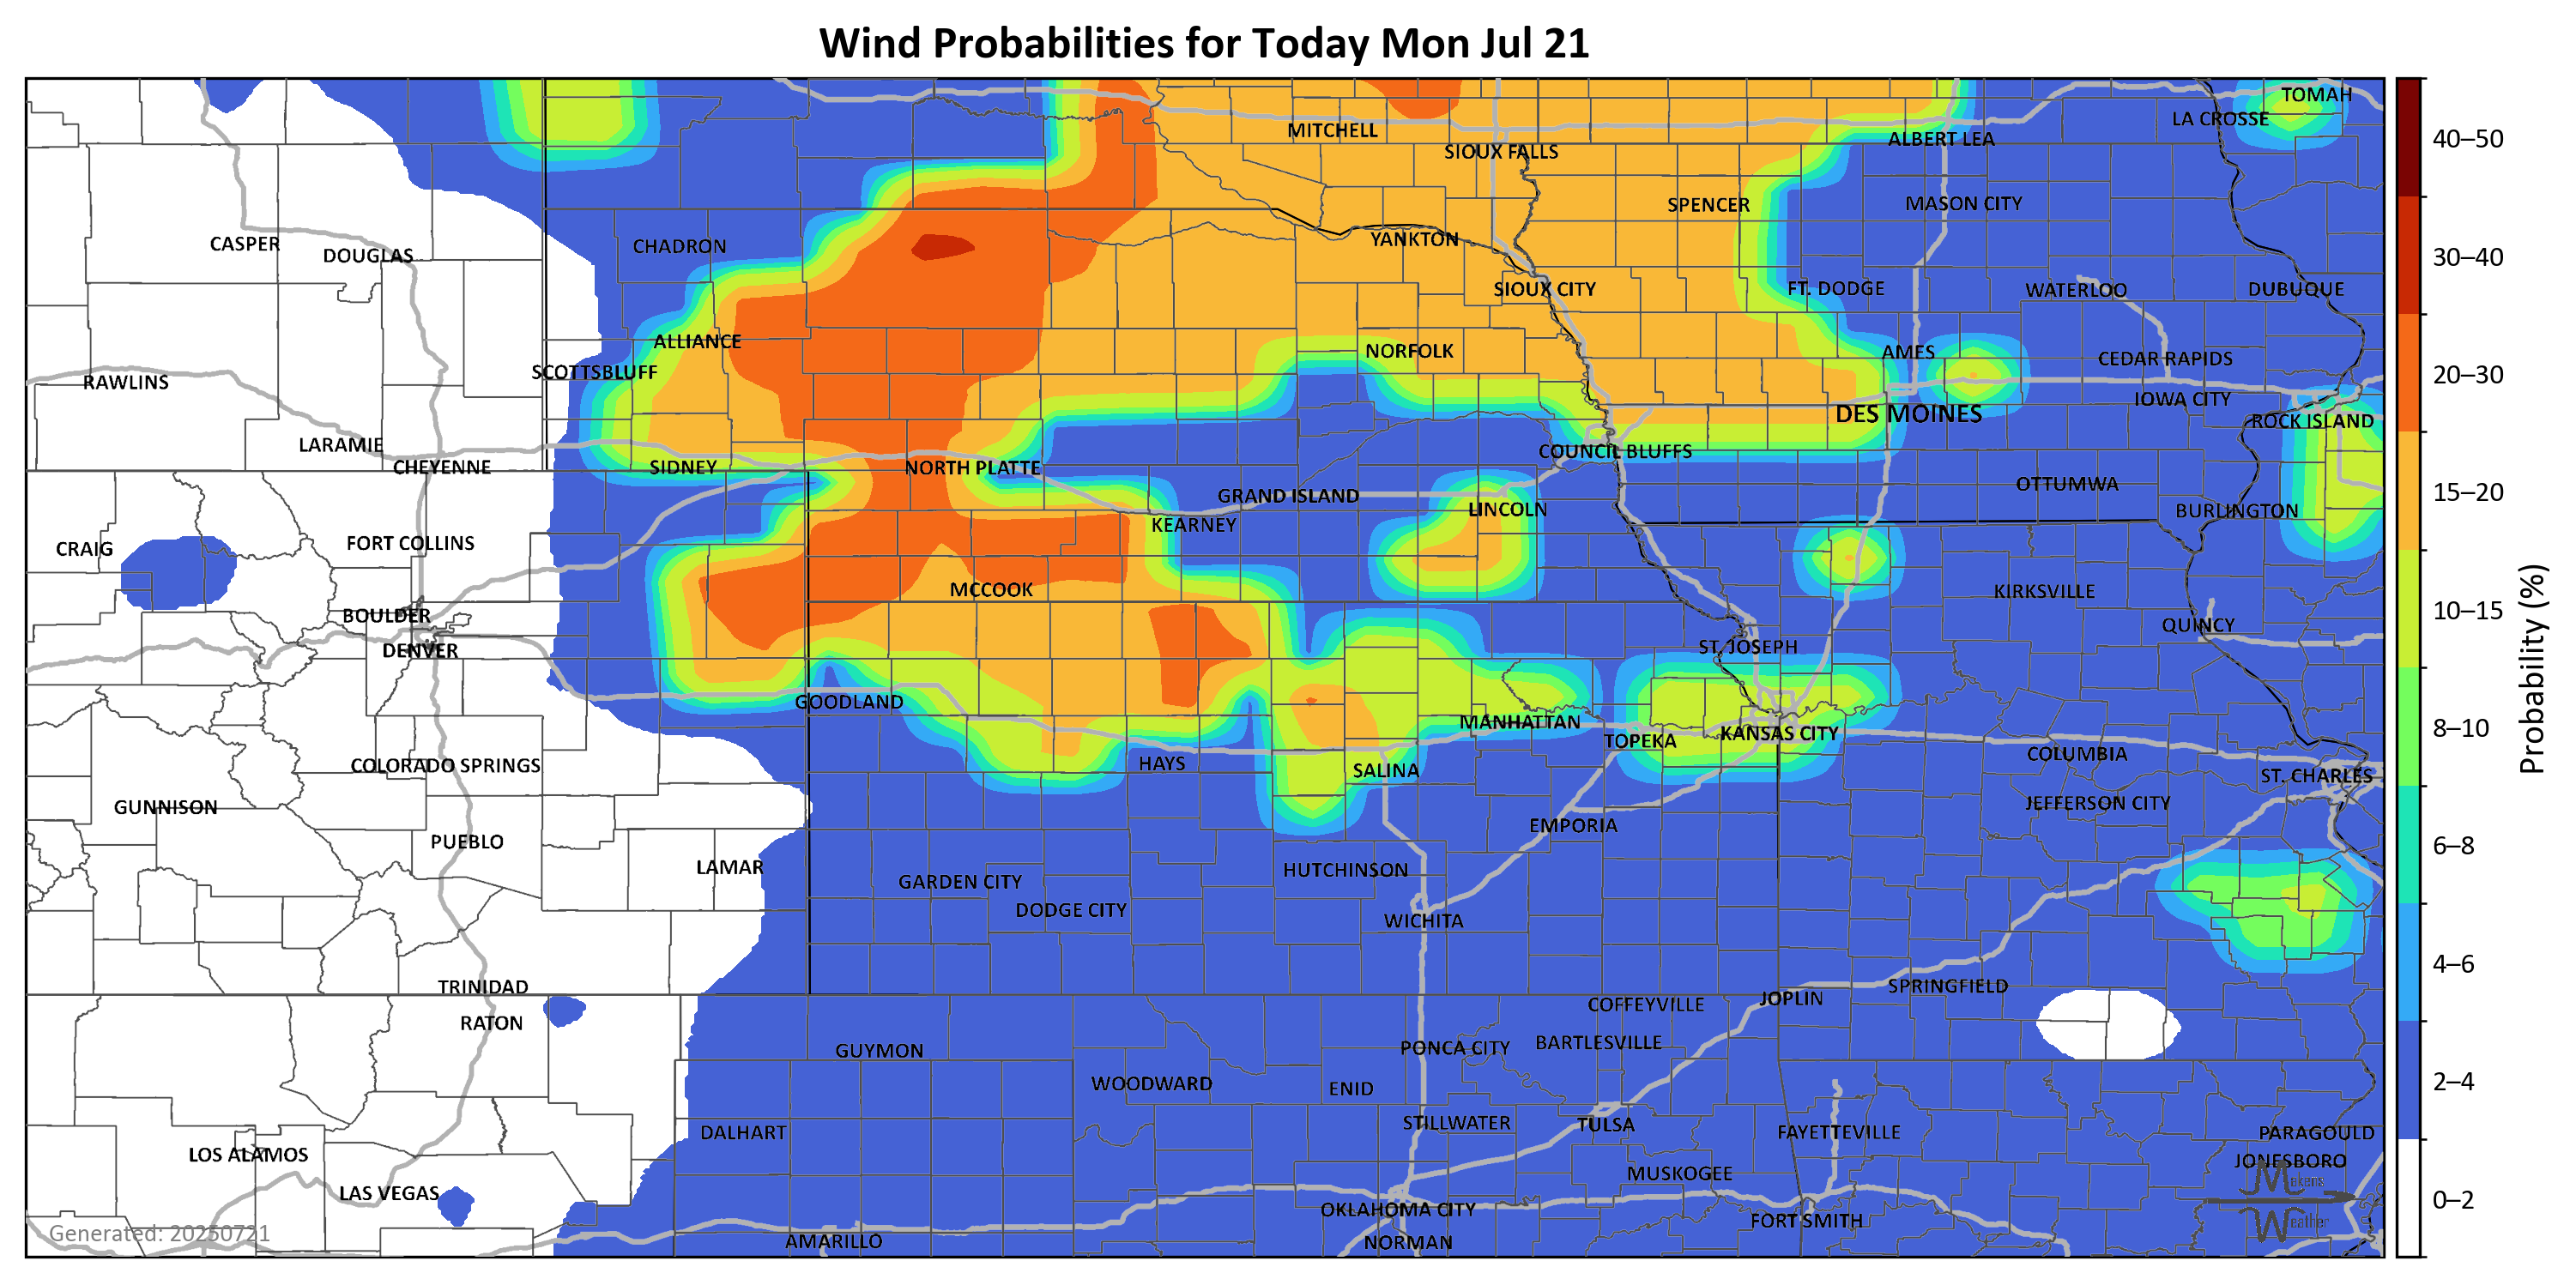 Wind Probabilities for Today Mon Jul 21
TOMAH
LA CROSSE
MITCHELL
ALBERT LEA
SIOUX FALLS
SPENCER
MASON CITY
CASPER
DOUGLAS
CHADRON
YANKTON
SIOUX CITY
FT. DODGE
WATERLOO
DUBUQUE
ALLIANCE
NORFOLK
AMES
CEDAR RAPIDS
RAWLINS
SCOTTSBLUFF
IOWA CITY
DES MOINES
ROCK ISLAND
LARAMIE
COUNCIL BLUFFS
CHEYENNE
SIDNEY
NORTH PLATTE
GRAND ISLAND
OTTUMWA
LINCOLN
BURLINGTON
KEARNEY
CRAIG
FORT COLLINS
MCCOOK
KIRKSVILLE
BOULDER
QUINCY
DENVER
ST. JOSEPH
GOODLAND
MANHATTAN
TOPEKA
KANSAS CITY
COLORADO SPRINGS
HAYS
SALINA
COLUMBIA
ST. CHARLES
GUNNISON
JEFFERSON CITY
PUEBLO
EMPORIA
LAMAR
GARDEN CITY
HUTCHINSON
DODGE CITY
WICHITA
TRINIDAD
SPRINGFIELD
RATON
COFFEYVILLE
JOPLIN
GUYMON
PONCA CITY
BARTLESVILLE
WOODWARD
ENID
STILLWATER
TULSA
DALHART
FAYETTEVILLE
PARAGOULD
LOS ALAMOS
JONESBORO
MUSKOGEE
LAS VEGAS
OKLAHOMA CITY
FORT SMITH
AMARILLO
NORMAN
Generated: 20250721
Weather
40–50
30–40
20–30
15–20
10–15
8–10
6–8
4–6
2–4
0–2
Probability (%)